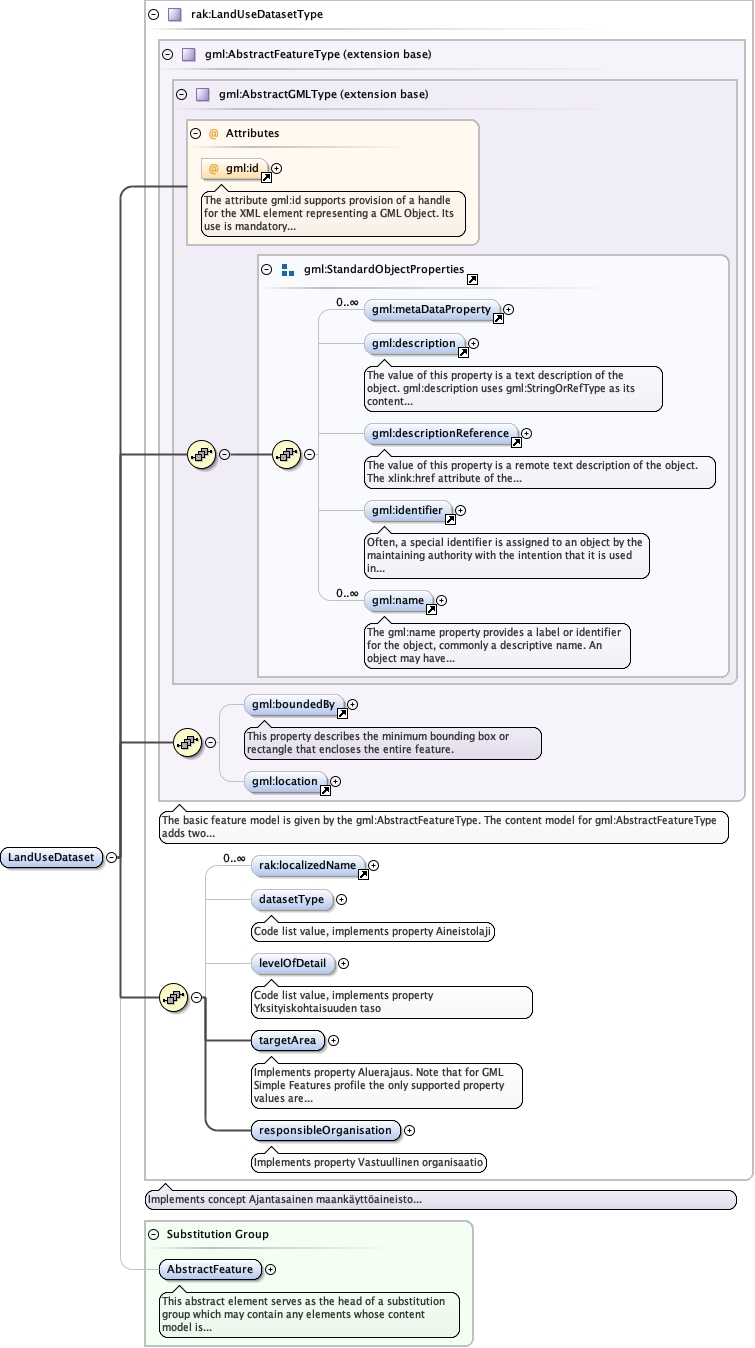 rak:LandUseDatasetType
gml:AbstractFeatureType (extension base)
gml:AbstractGMLType (extension base)
@ Attributes
@ gml:id
The attribute gml:id supports provision of a handle
for the XML element representing a GML Object. Its
use is mandatory...
gml:StandardObjectProperties
0..∞
gml:metaDataProperty
gml:description
The value of this property is a text description of the
object. gml:description uses gml:StringOrRefType as its
content...
gml:descriptionReference
The value of this property is a remote text description of the object.
The xlink:href attribute of the...
gml:identifier
Often, a special identifier is assigned to an object by the
maintaining authority with the intention that it is used
in...
0..∞
gml:name
The gml:name property provides a label or identifier
for the object, commonly a descriptive name. An
object may have...
gml:boundedBy
This property describes the minimum bounding box or
rectangle that encloses the entire feature.
gml:location
The basic feature model is given by the gml:AbstractFeatureType. The content model for gml:AbstractFeatureType
adds two...
LandUseDataset
0..∞
rak:localizedName
datasetType
Code list value, implements property Aineistolaji
levelOfDetail
Code list value, implements property
Yksityiskohtaisuuden taso
targetArea
Implements property Aluerajaus. Note that for GML
Simple Features profile the only supported property
values are...
responsibleOrganisation
Implements property Vastuullinen organisaatio
Implements concept Ajantasainen maankäyttöaineisto...
Substitution Group
AbstractFeature
This abstract element serves as the head of a substitution
group which may contain any elements whose content
model is...